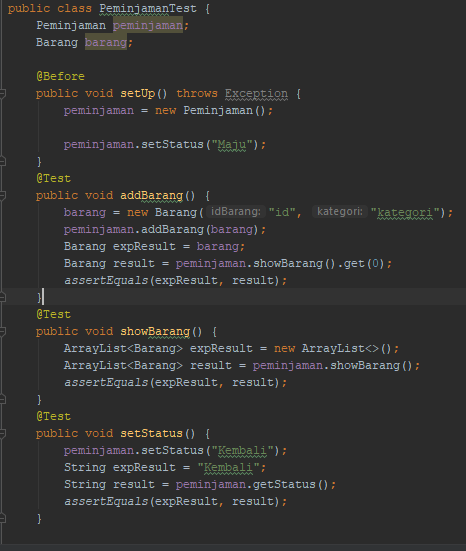 public class PeminjamanTest {
    Peminjaman peminjaman;
    Barang barang;
    @Before
    public void setUp() throws Exception {
        peminjaman = new Peminjaman();
        peminjaman.setStatus("Maju");
    }
    @Test
    public void addBarang() {
        barang = new Barang( idBarang: "id", kategori: "kategori");
        peminjaman.addBarang(barang);
        Barang expResult = barang;
        Barang result = peminjaman.showBarang().get(0);
        assertEquals(expResult, result);
    }
    @Test
    public void showBarang() {
        ArrayList<Barang> expResult = new ArrayList<>();
        ArrayList<Barang> result = peminjaman.showBarang();
        assertEquals(expResult, result);
    }
    @Test
    public void setStatus() {
        peminjaman.setStatus("Kembali");
        String expResult = "Kembali";
        String result = peminjaman.getStatus();
        assertEquals(expResult, result);
    }